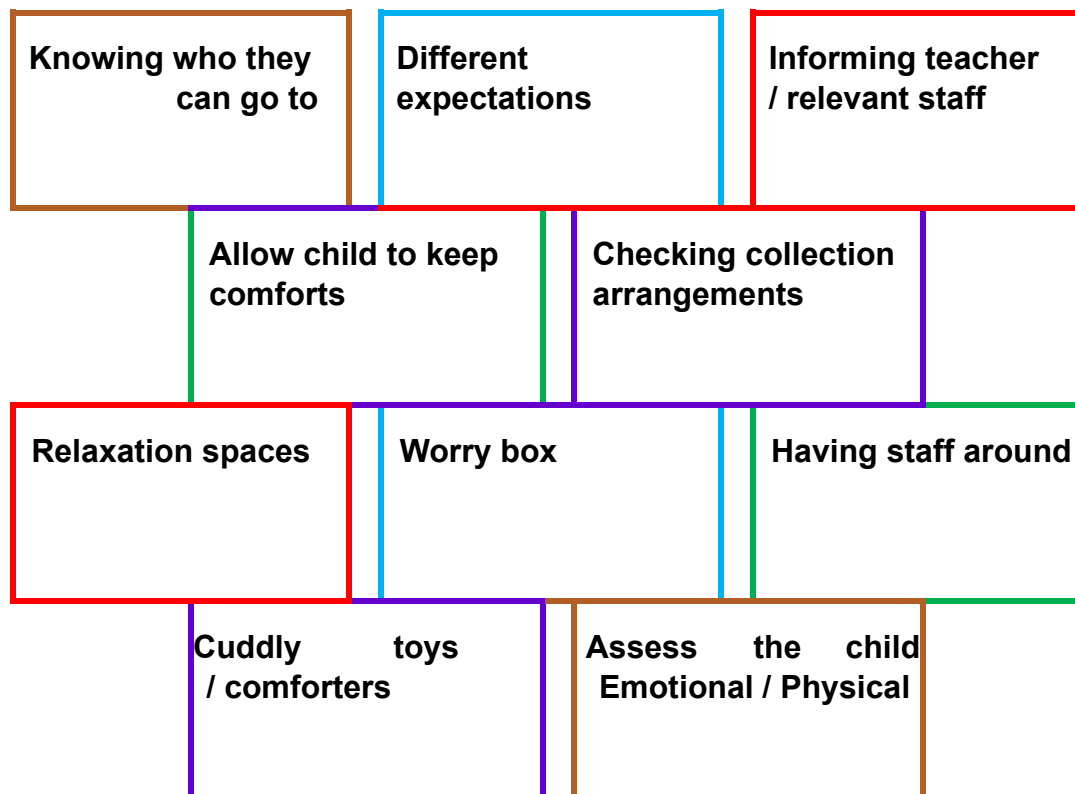 Knowing who they
can go to
Different
expectations
Informing teacher
/ relevant staff
Allow child to keep
comforts
Checking collection
arrangements
Relaxation spaces
Worry box
Having staff around
Cuddly toys
/ comforters
Assess the child
Emotional / Physical